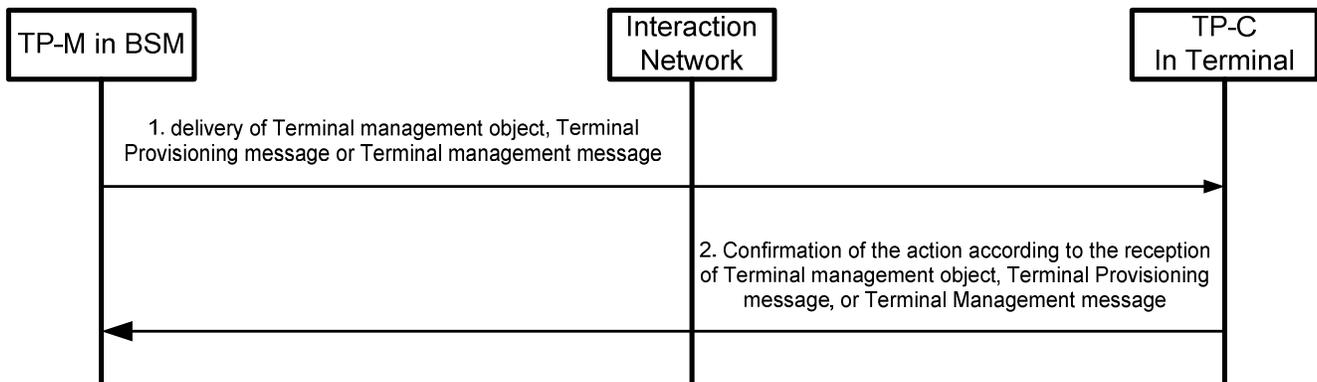 TP-M in BSM
Interaction
Network
TP-C
In Terminal
1. delivery of Terminal management object, Terminal
Provisioning message or Terminal management message
2. Confirmation of the action according to the reception
of Terminal management object, Terminal Provisioning
message, or Terminal Management message